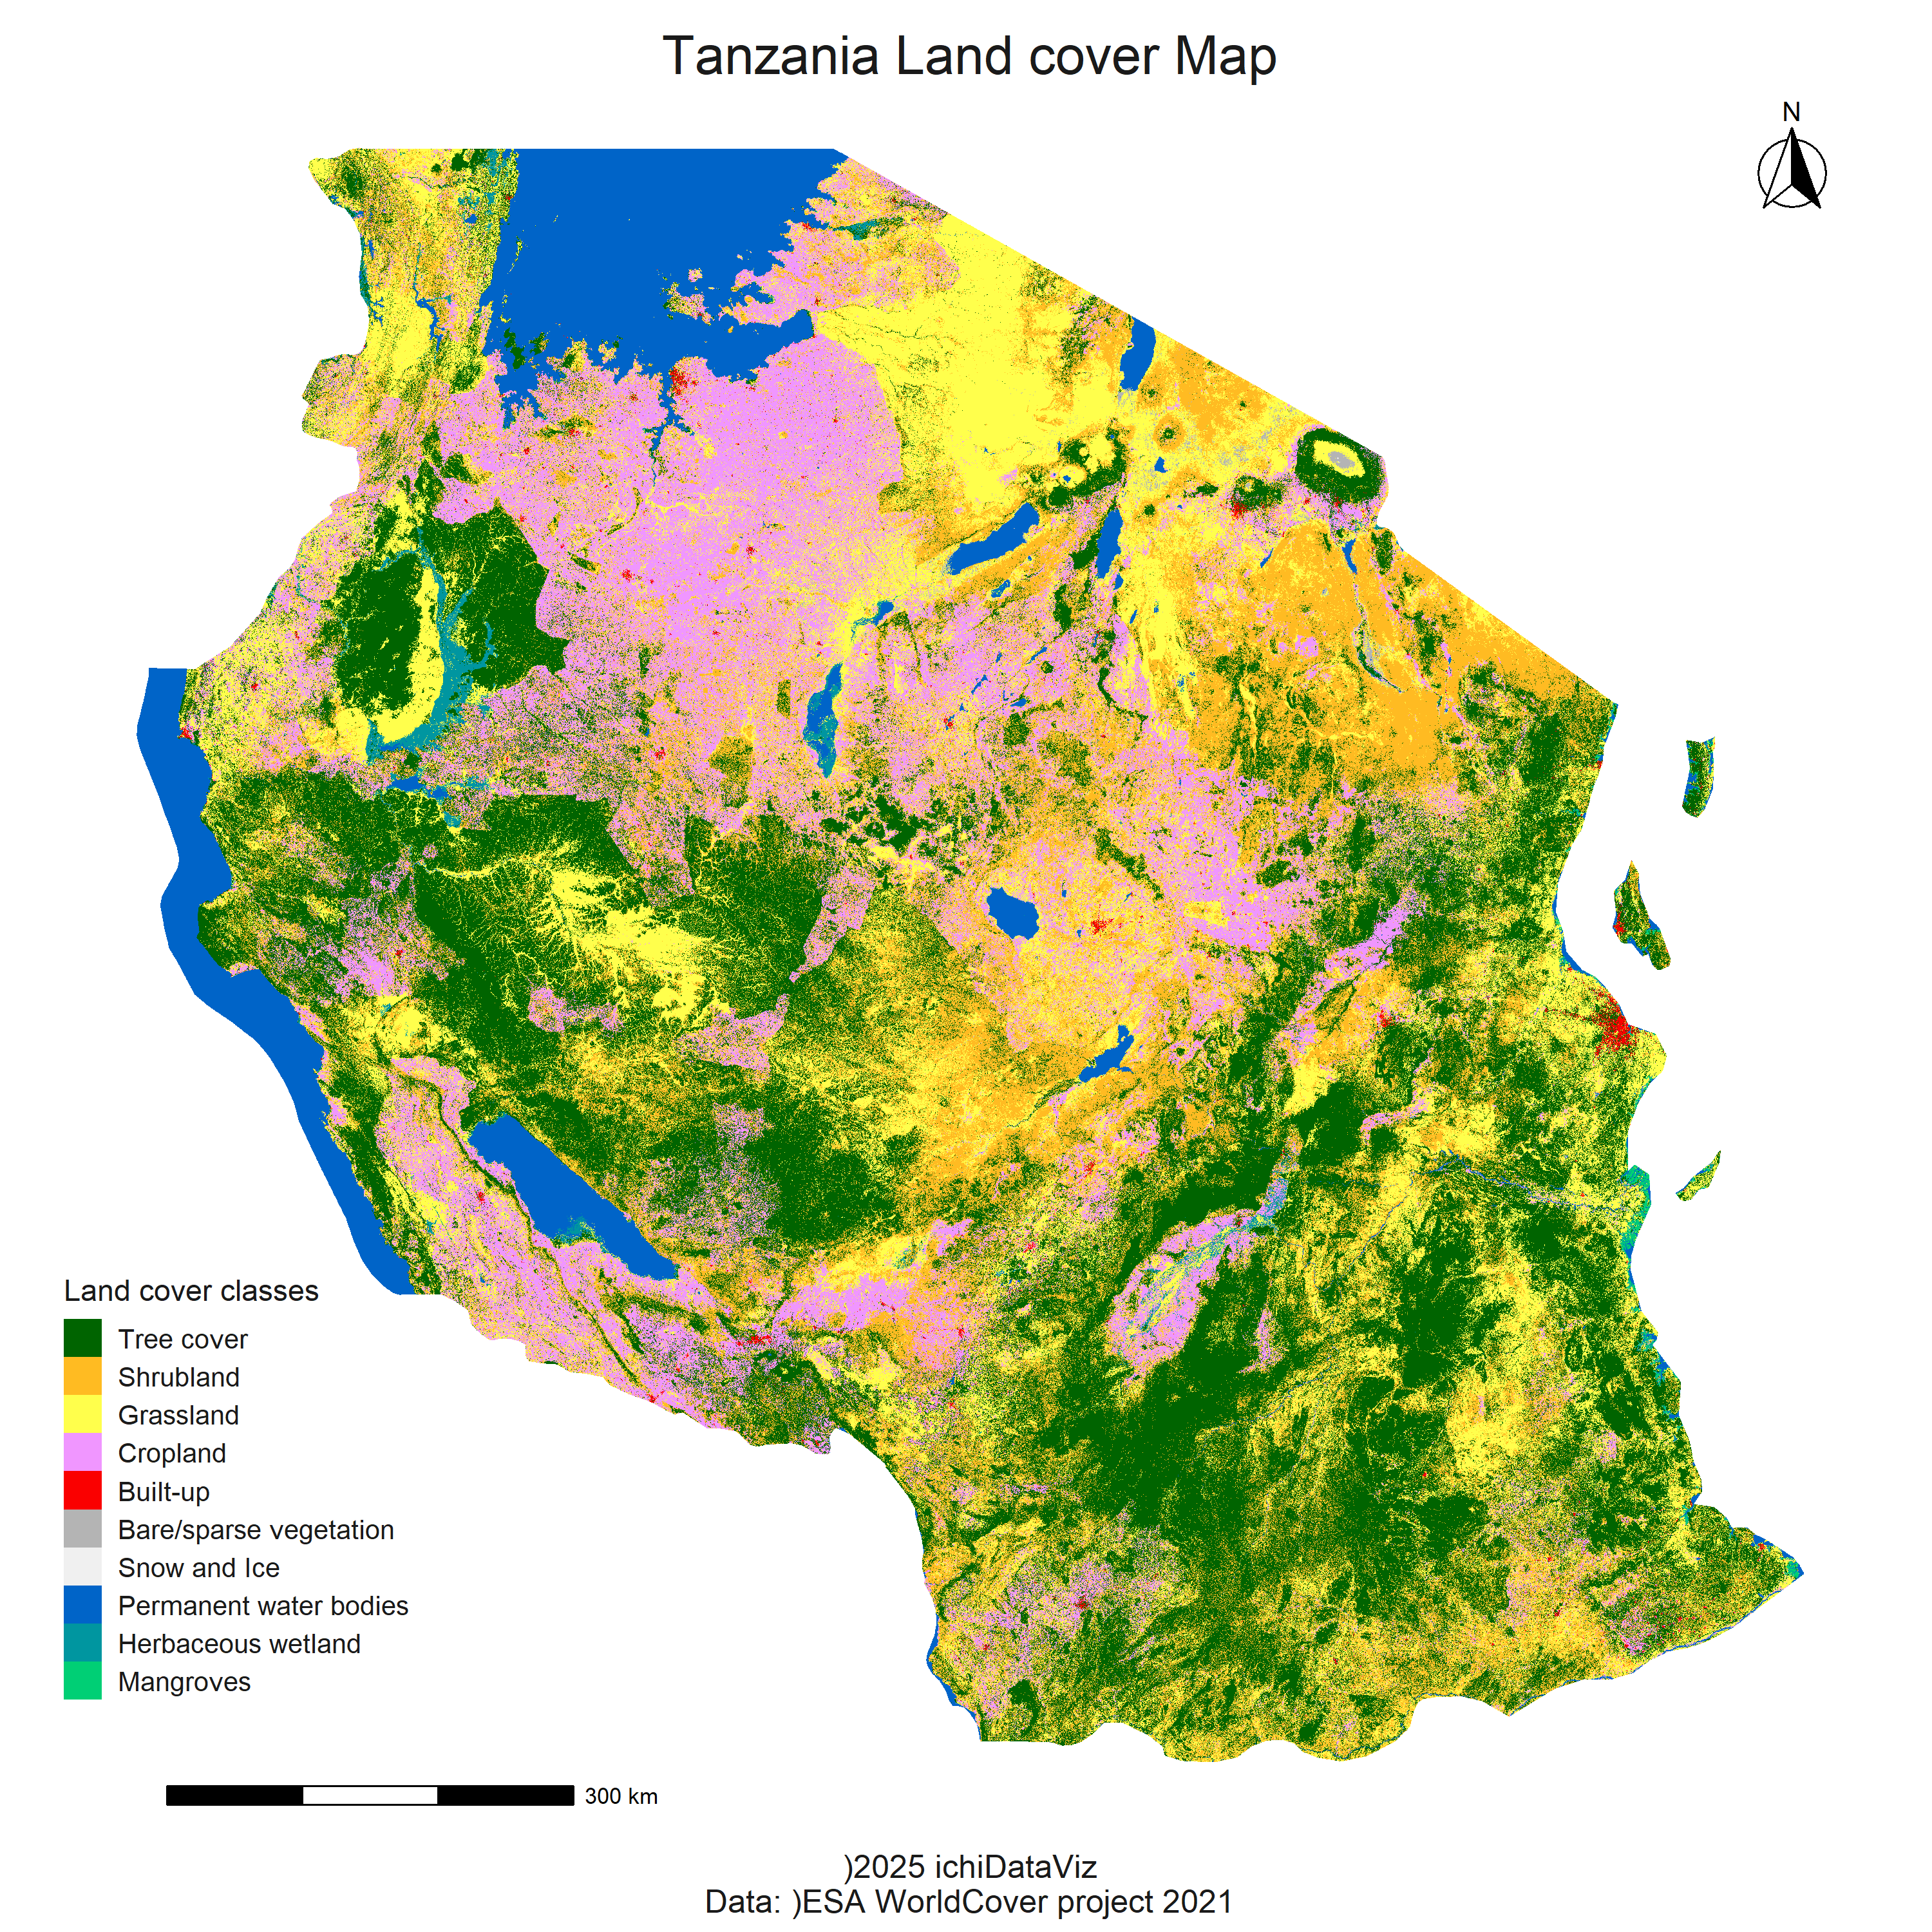 Tanzania Land cover Map
N
Land cover classes
Tree cover
Shrubland
Grassland
Cropland
Built-up
Bare/sparse vegetation
Snow and Ice
Permanent water bodies
Herbaceous wetland
Mangroves
300 km
)2025 ichiDataViz
Data: )ESA WorldCover project 2021